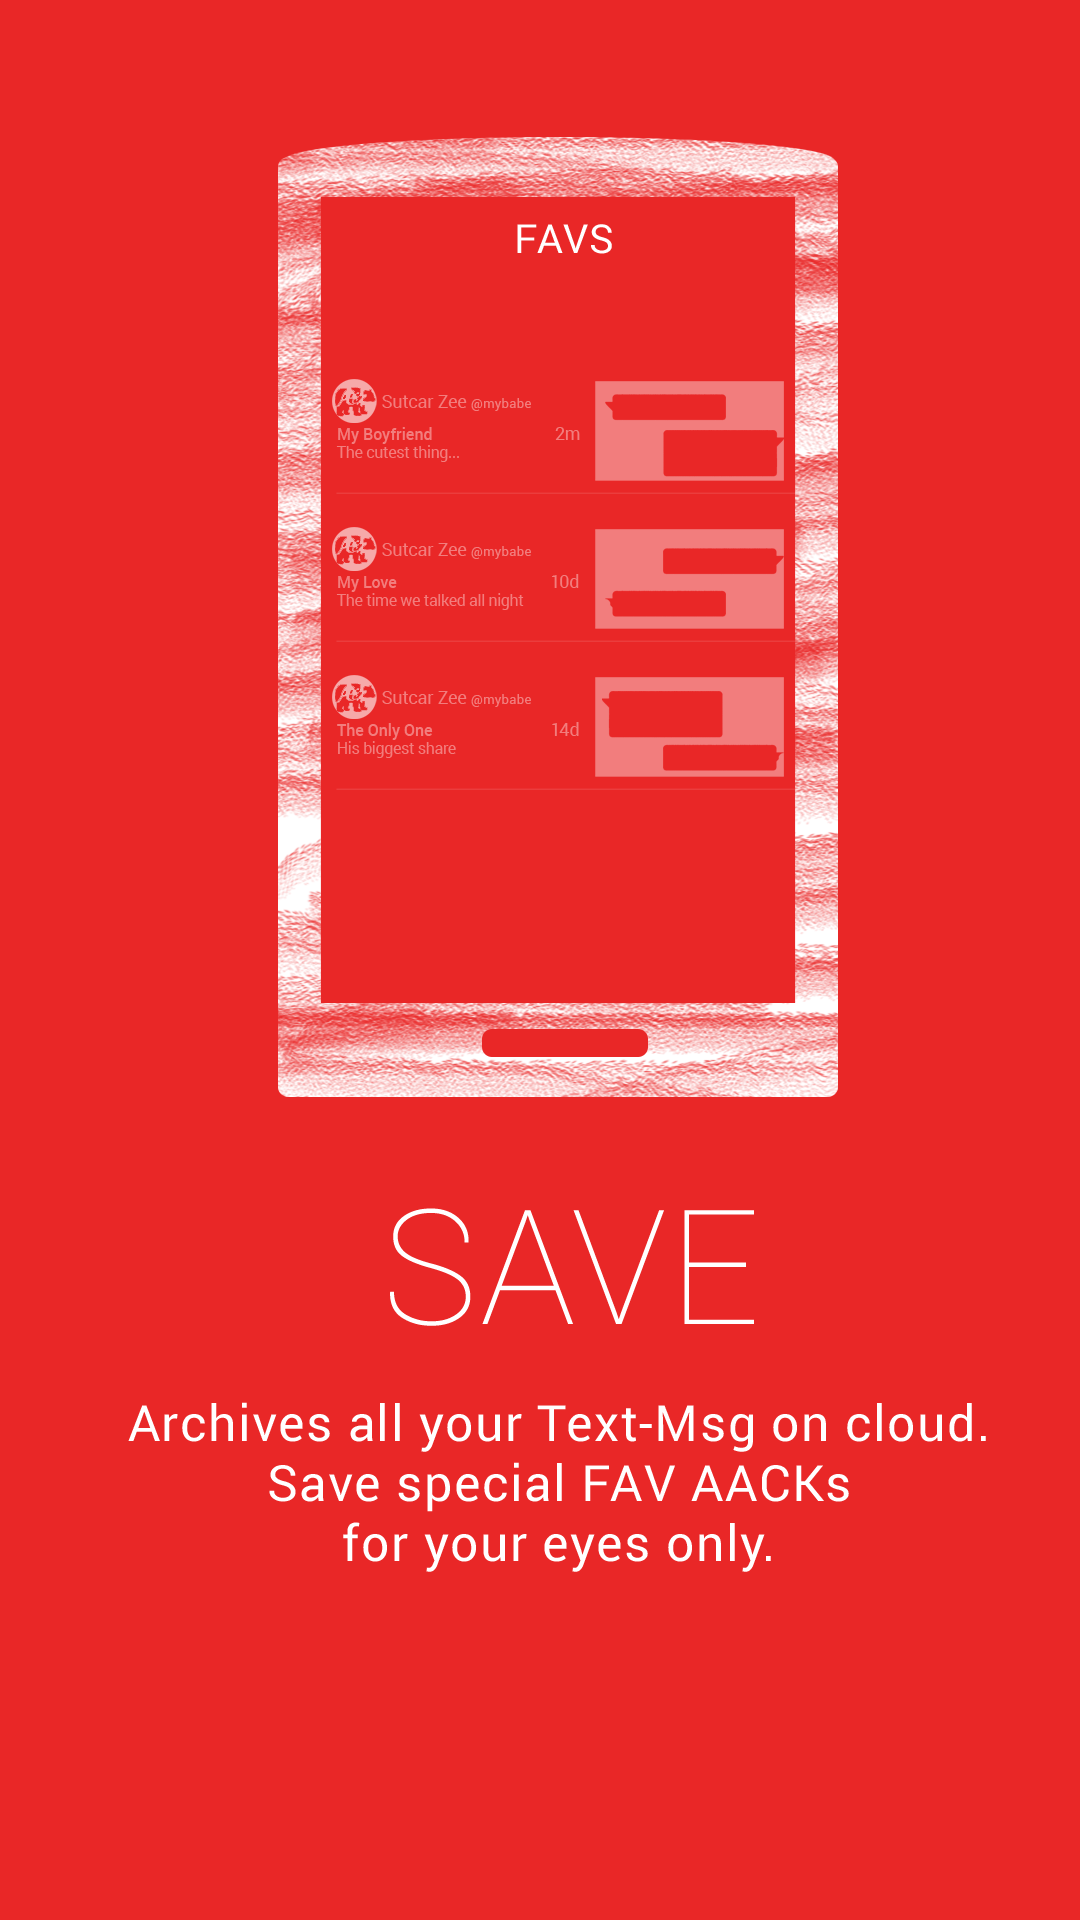 FAVS
Sutcar Zee @mybabe
My Boyfriend 2m
The cutest thing...
Sutcar Zee @mybabe
My Love 10d
The time we talked all night
Sutcar Zee @mybabe
The Only One 14d
His biggest share
SAVE
Archives all your Text-Msg on cloud.
Save special FAV AACKs
for your eyes only.